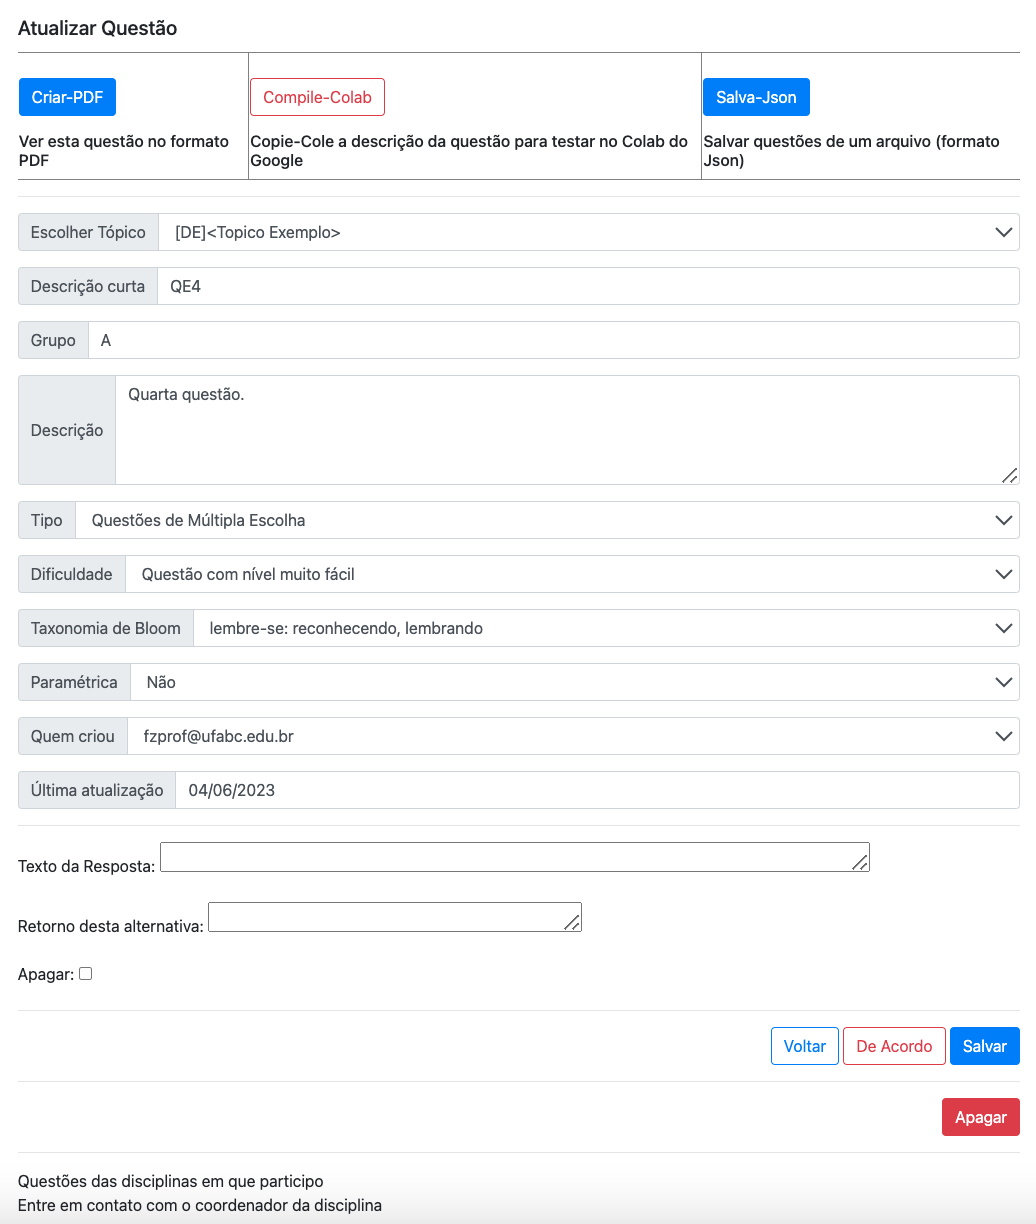 Atualizar Questão
Criar-PDF
Ver esta questão no formato
PDF
Compile-Colab
Copie-Cole a descrição da questão para testar no Colab do
Google
Salva-Json
Salvar questões de um arquivo (formato
Json)
Escolher Tópico [DE]<Topico Exemplo>
Descrição curta QE4
Grupo A
Descrição Quarta questão.
Tipo Questões de Múltipla Escolha
Dificuldade Questão com nível muito fácil
Taxonomia de Bloom lembre-se: reconhecendo, lembrando
Paramétrica Não
Quem criou fzprof@ufabc.edu.br
Última atualização 04/06/2023
Texto da Resposta:
Retorno desta alternativa:
Apagar:
Voltar De Acordo Salvar
Apagar
Questões das disciplinas em que participo
Entre em contato com o coordenador da disciplina